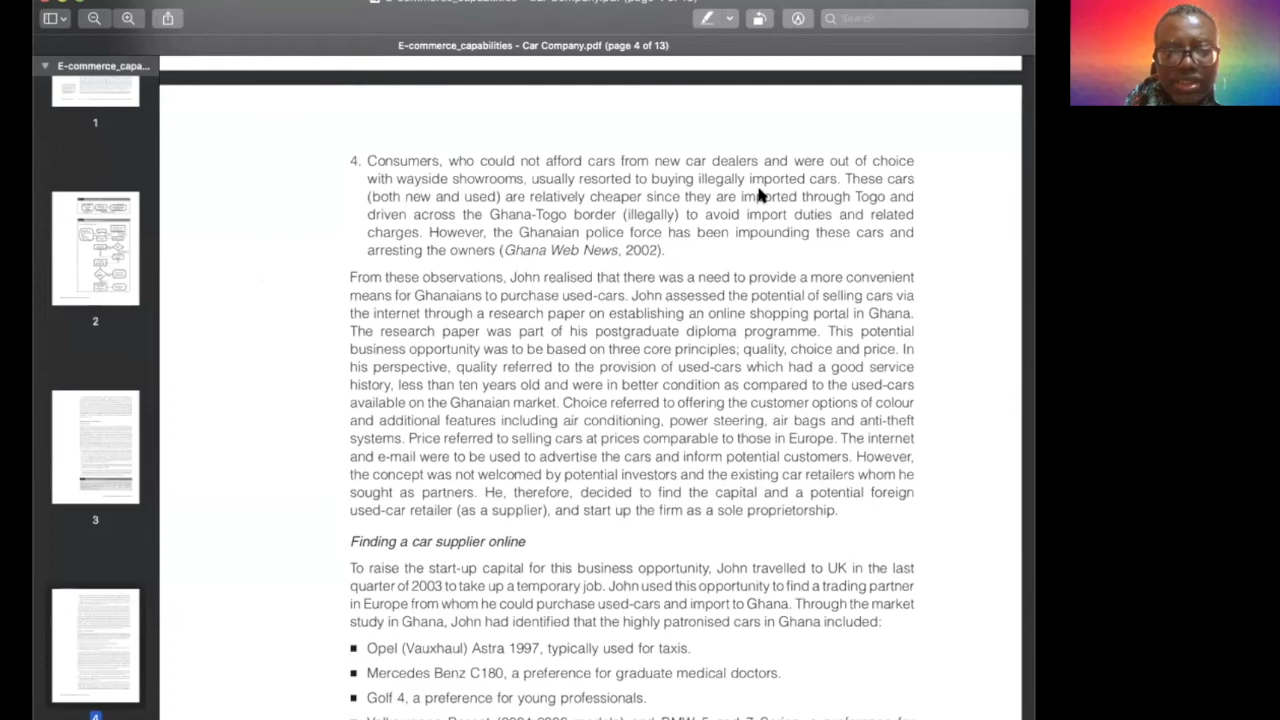 Search
E-commerce_capabilities - Car Company.pdf (page 4 of 13)
E-commerce_capa...
1
2
3
4
4. Consumers, who could not afford cars from new car dealers and were out of choice
with wayside showrooms, usually resorted to buying illegally imported cars. These cars
(both new and used) are relatively cheaper since they are imported through Togo and
driven across the Ghana-Togo border (illegally) to avoid import duties and related
charges. However, the Ghanaian police force has been impounding these cars and
arresting the owners (Ghana Web News, 2002).
From these observations, John realised that there was a need to provide a more convenient
means for Ghanaians to purchase used-cars. John assessed the potential of selling cars via
the internet through a research paper on establishing an online shopping portal in Ghana.
The research paper was part of his postgraduate diploma programme. This potential
business opportunity was to be based on three core principles; quality, choice and price. In
his perspective, quality referred to the provision of used-cars which had a good service
history, less than ten years old and were in better condition as compared to the used-cars
available on the Ghanaian market. Choice referred to offering the customer options of colour
and additional features including air conditioning, power steering, air bags and anti-theft
systems. Price referred to selling cars at prices comparable to those in Europe. The internet
and e-mail were to be used to advertise the cars and inform potential customers. However,
the concept was not welcomed by potential investors and the existing car retailers whom he
sought as partners. He, therefore, decided to find the capital and a potential foreign
used-car retailer (as a supplier), and start up the firm as a sole proprietorship.
Finding a car supplier online
To raise the start-up capital for this business opportunity, John travelled to UK in the last
quarter of 2003 to take up a temporary job. John used this opportunity to find a trading partner
in Europe from whom he could purchase used-cars and import to Ghana. Through the market
study in Ghana, John had identified that the highly patronised cars in Ghana included:
■ Opel (Vauxhaul) Astra 1997, typically used for taxis.
■ Mercedes Benz C180, a preference for graduate medical doctors.
■ Golf 4, a preference for young professionals.